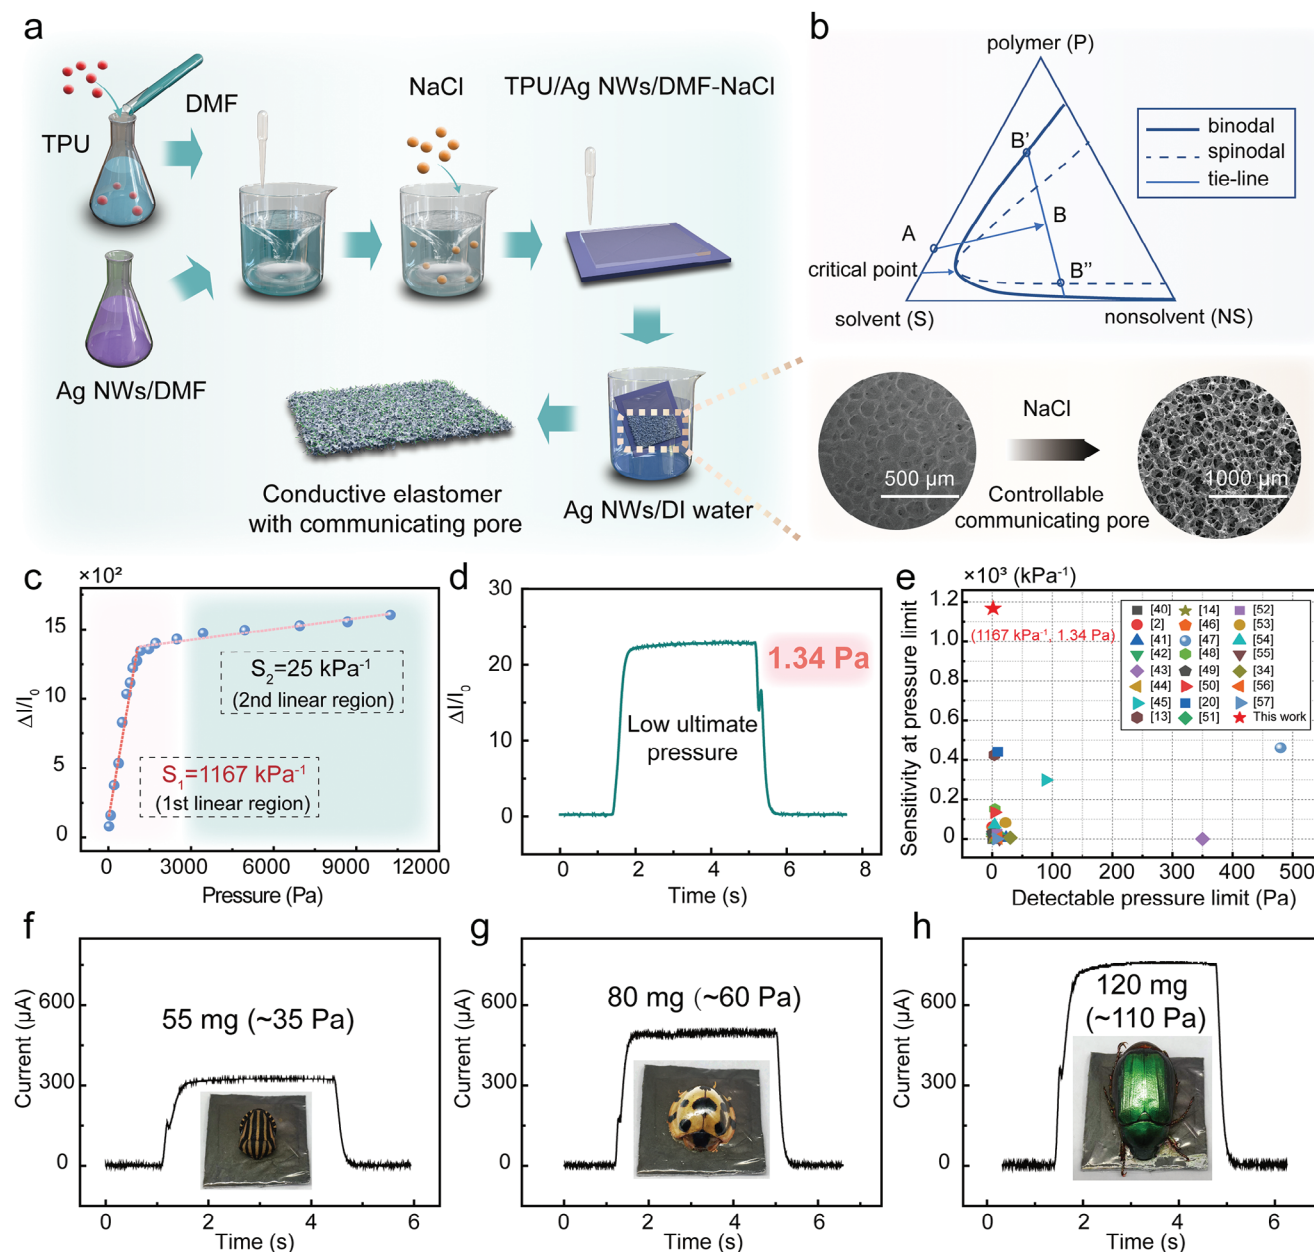 a
TPU
DMF
NaCl
TPU/Ag NWs/DMF-NaCl
Ag NWs/DMF
Conductive elastomer
with communicating pore
Ag NWs/DI water
b
polymer (P)
binodal
spinodal
tie-line
B'
A
B
critical point
B''
solvent (S)
nonsolvent (NS)
NaCl
500 µm
1000 µm
Controllable
communicating pore
c
×10²
15
10
5
0
ΔI/I₀
S₂=25 kPa⁻¹
(2nd linear region)
S₁=1167 kPa⁻¹
(1st linear region)
0 3000 6000 9000 12000
Pressure (Pa)
d
30
20
10
0
ΔI/I₀
1.34 Pa
Low ultimate
pressure
0 2 4 6 8
Time (s)
e
×10³ (kPa⁻¹)
1.2
1.0
0.8
0.6
0.4
0.2
0
Sensitivity at pressure limit
(1167 kPa⁻¹, 1.34 Pa)
[40] [14] [52]
[2] [46] [53]
[41] [47] [54]
[42] [48] [55]
[43] [49] [34]
[44] [50] [56]
[45] [20] [57]
[13] [51] This work
0 100 200 300 400 500
Detectable pressure limit (Pa)
f
600
300
0
Current (µA)
55 mg (~35 Pa)
0 2 4 6
Time (s)
g
600
300
0
Current (µA)
80 mg (~60 Pa)
0 2 4 6
Time (s)
h
600
300
0
Current (µA)
120 mg
(~110 Pa)
0 2 4 6
Time (s)